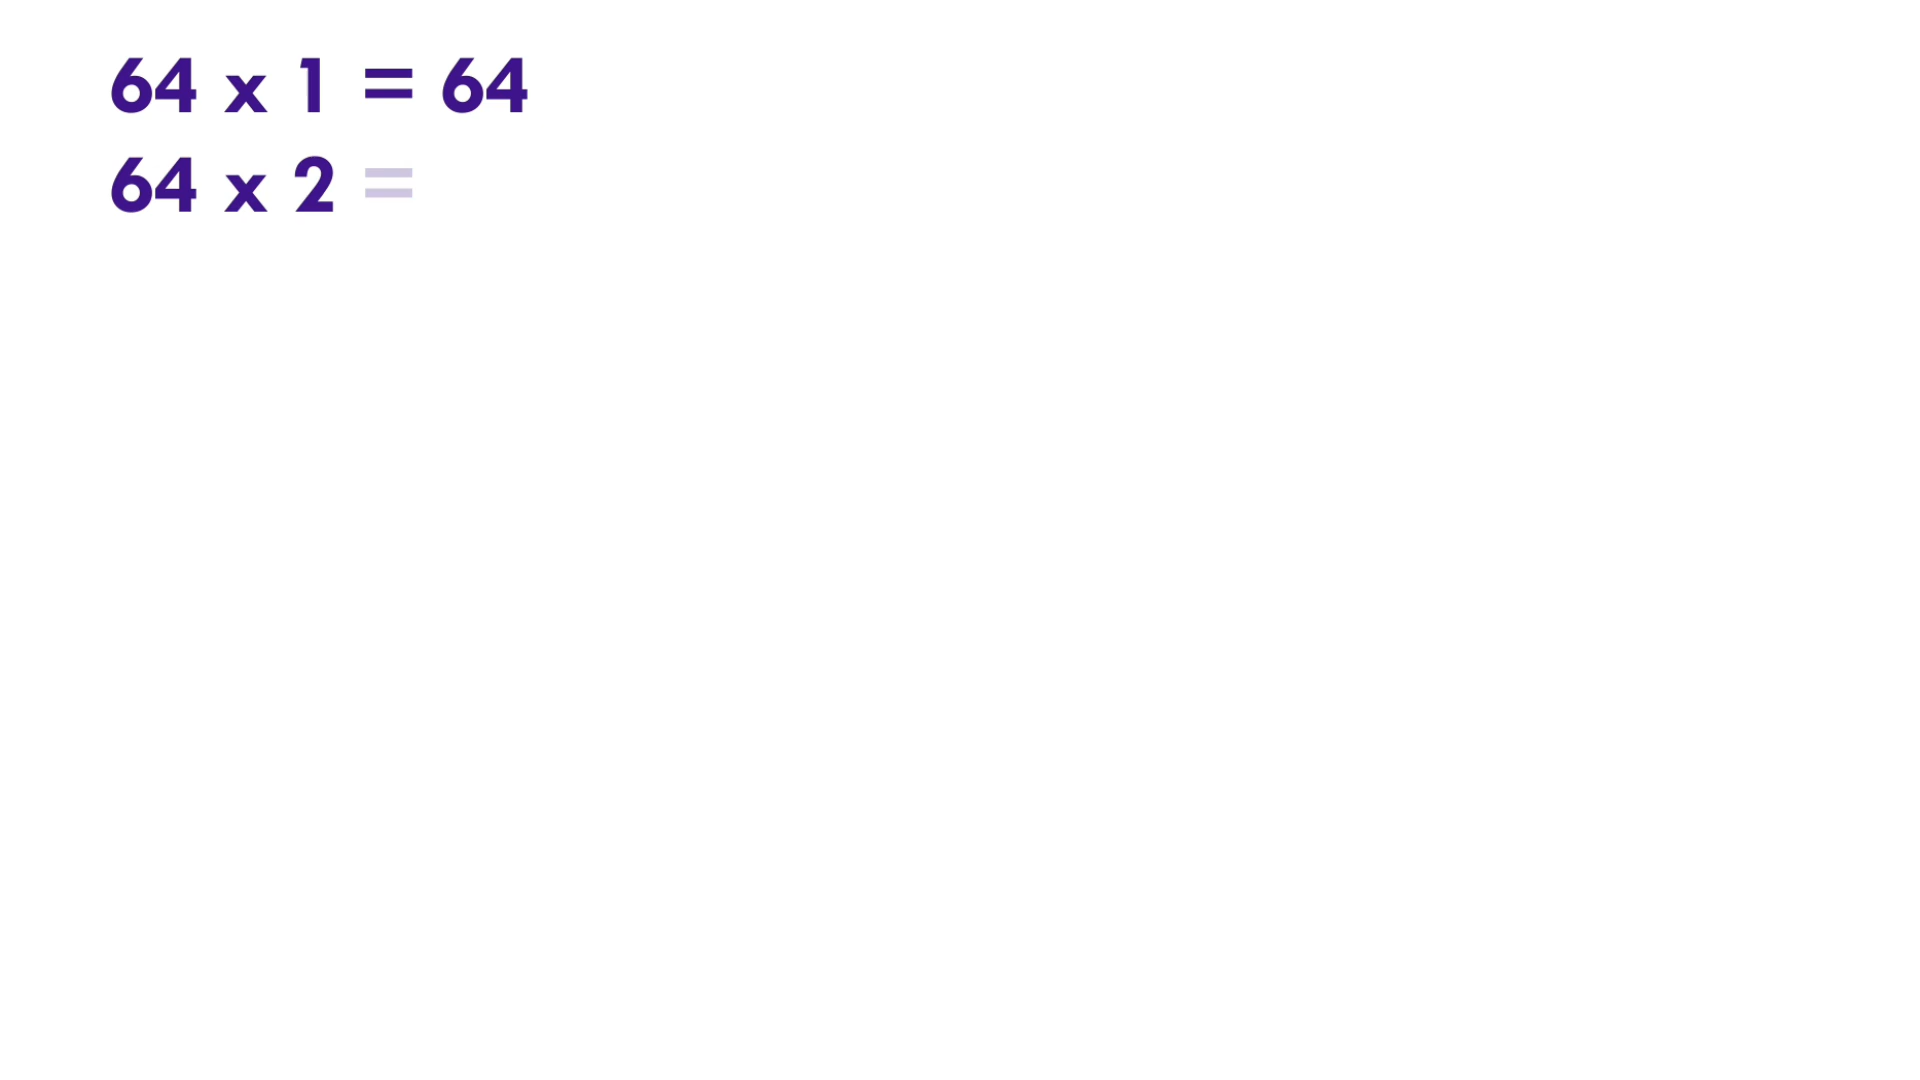 64 x 1 = 64
64 x 2 =